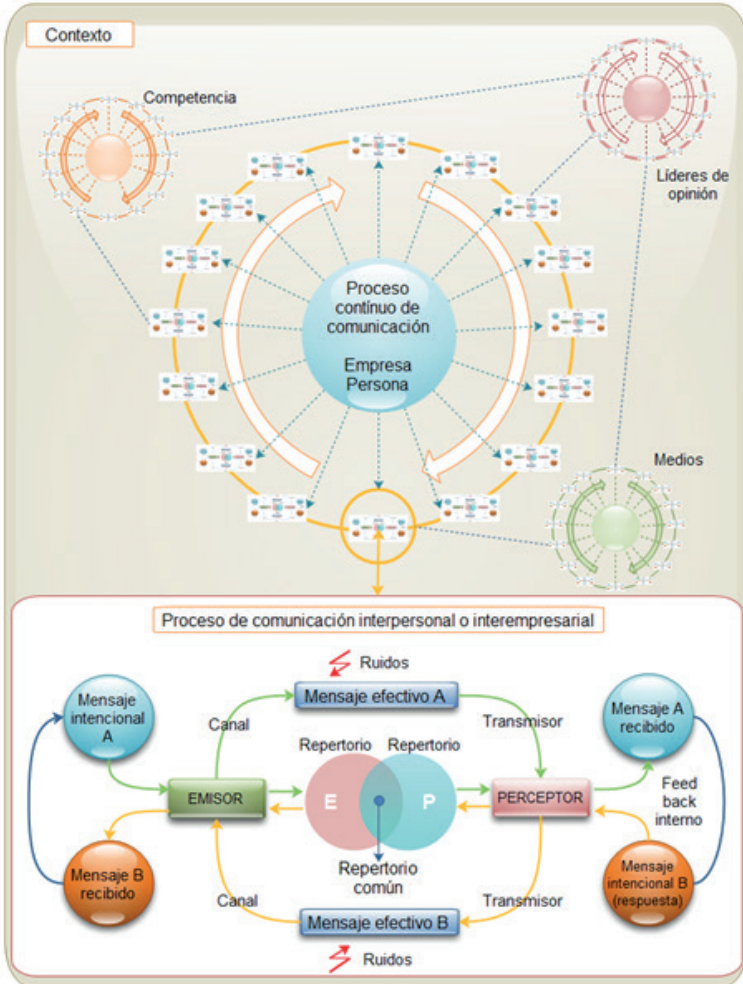 Contexto
Competencia
Líderes de
opinión
Proceso
contínuo de
comunicación
Empresa
Persona
Medios
Proceso de comunicación interpersonal o interempresarial
Ruidos
Mensaje
intencional
A
Canal
Mensaje efectivo A
Transmisor
Mensaje A
recibido
Repertorio
Repertorio
EMISOR
E
P
PERCEPTOR
Feed
back
interno
Repertorio
común
Mensaje B
recibido
Canal
Mensaje efectivo B
Transmisor
Mensaje
intencional B
(respuesta)
Ruidos